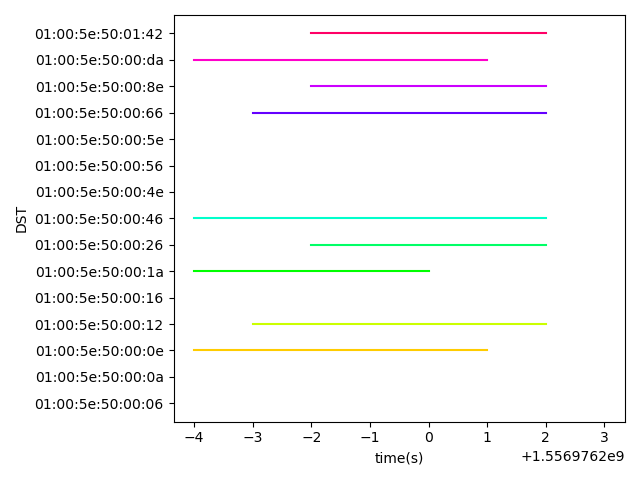 01:00:5e:50:01:42
01:00:5e:50:00:da
01:00:5e:50:00:8e
01:00:5e:50:00:66
01:00:5e:50:00:5e
01:00:5e:50:00:56
01:00:5e:50:00:4e
01:00:5e:50:00:46
01:00:5e:50:00:26
01:00:5e:50:00:1a
01:00:5e:50:00:16
01:00:5e:50:00:12
01:00:5e:50:00:0e
01:00:5e:50:00:0a
01:00:5e:50:00:06
DST
−4 −3 −2 −1 0 1 2 3
time(s)
+1.5569762e9